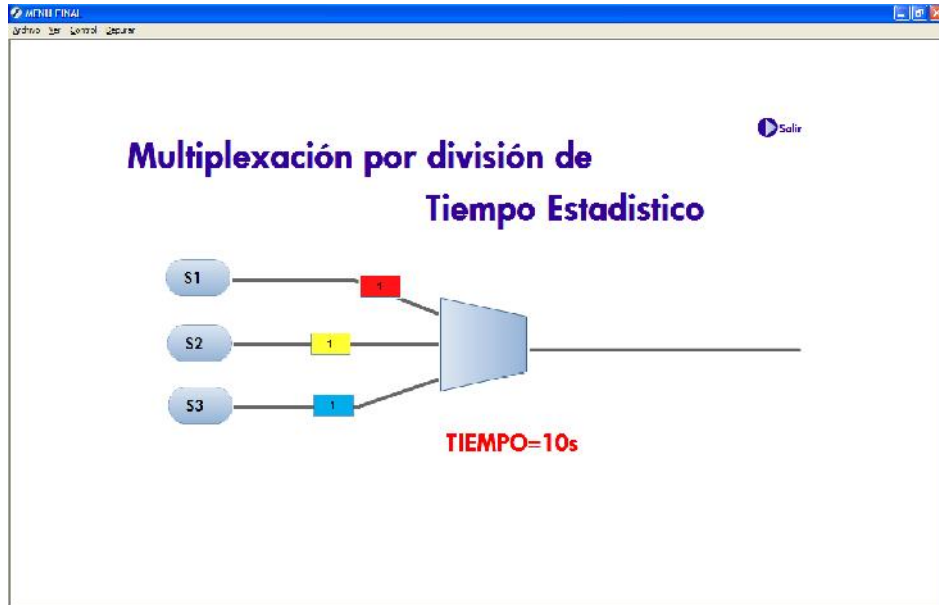 MENU FINAL
Archivo Ver Control Depurar
Salir
Multiplexación por división de
Tiempo Estadistico
S1
1
S2
1
S3
1
TIEMPO=10s